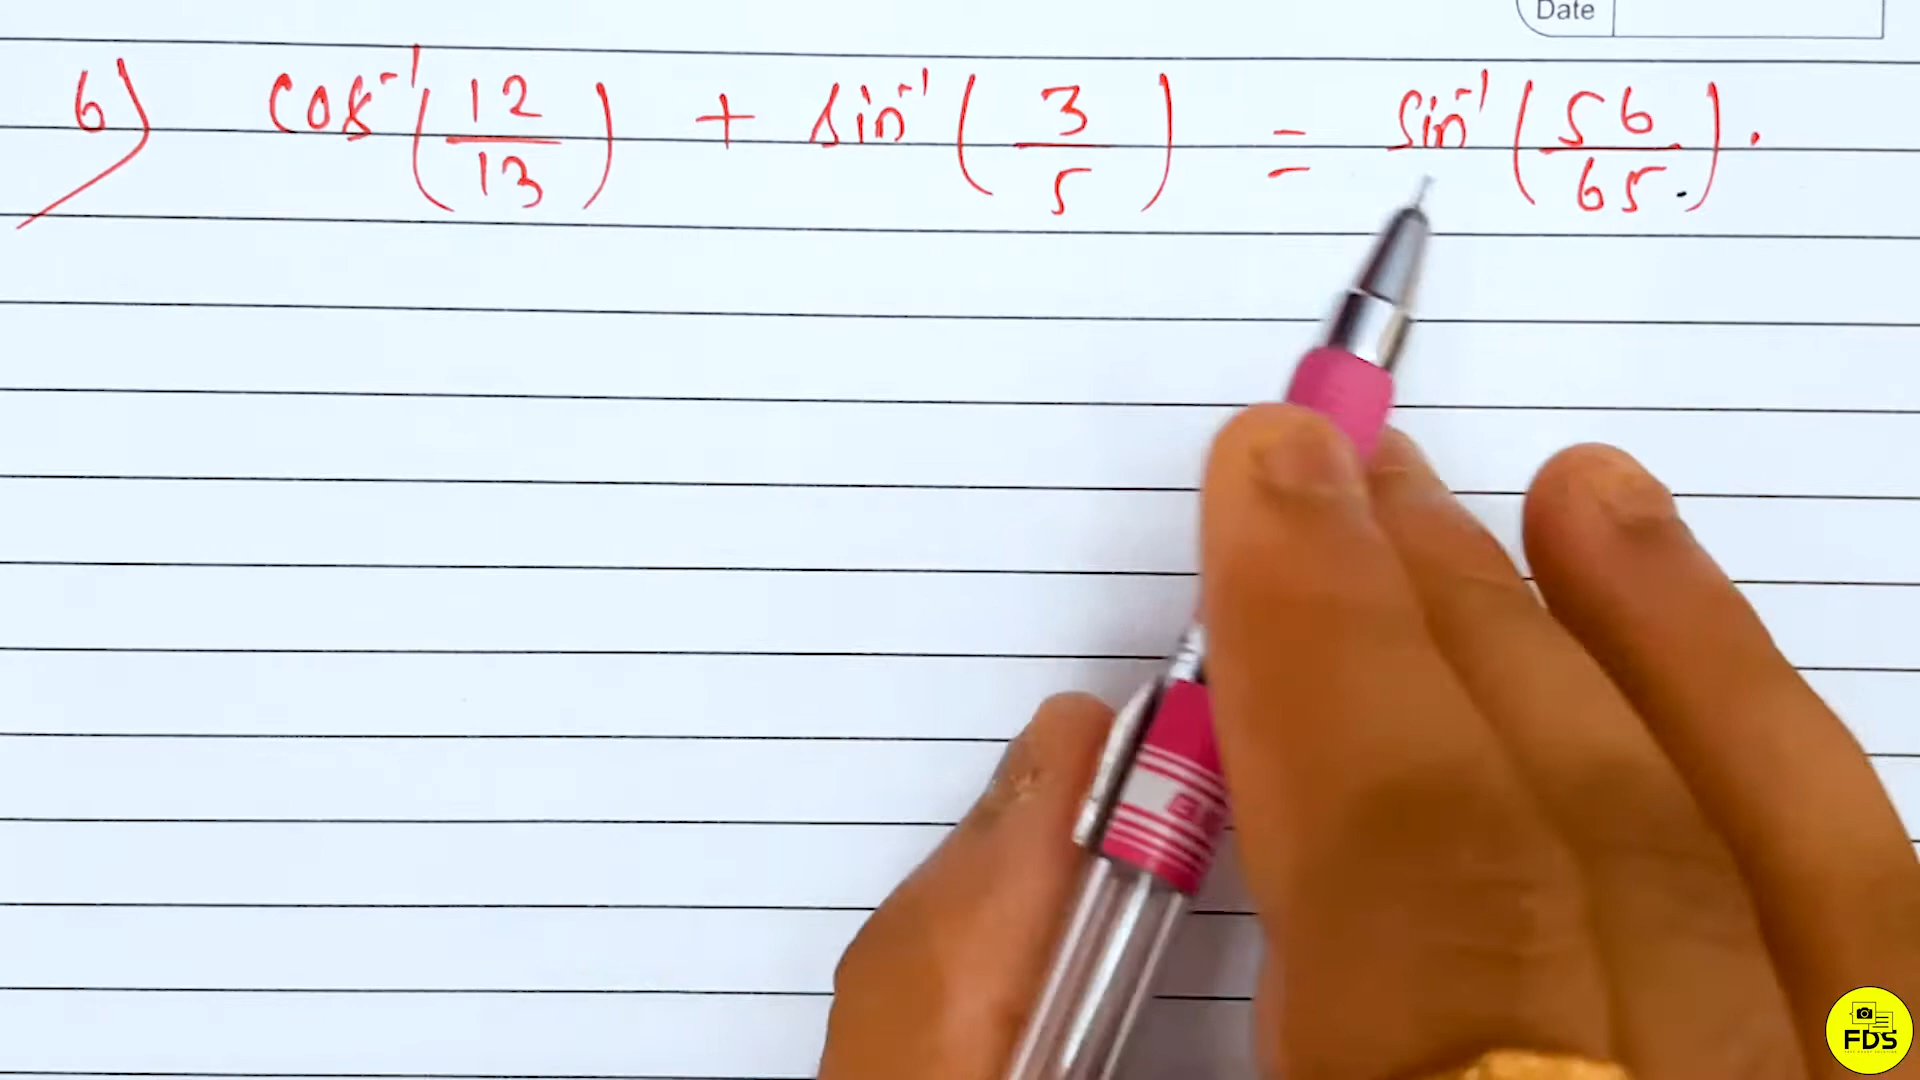 Date
6) cos⁻¹(12/13) + sin⁻¹(3/5) = sin⁻¹(56/65).
FDS